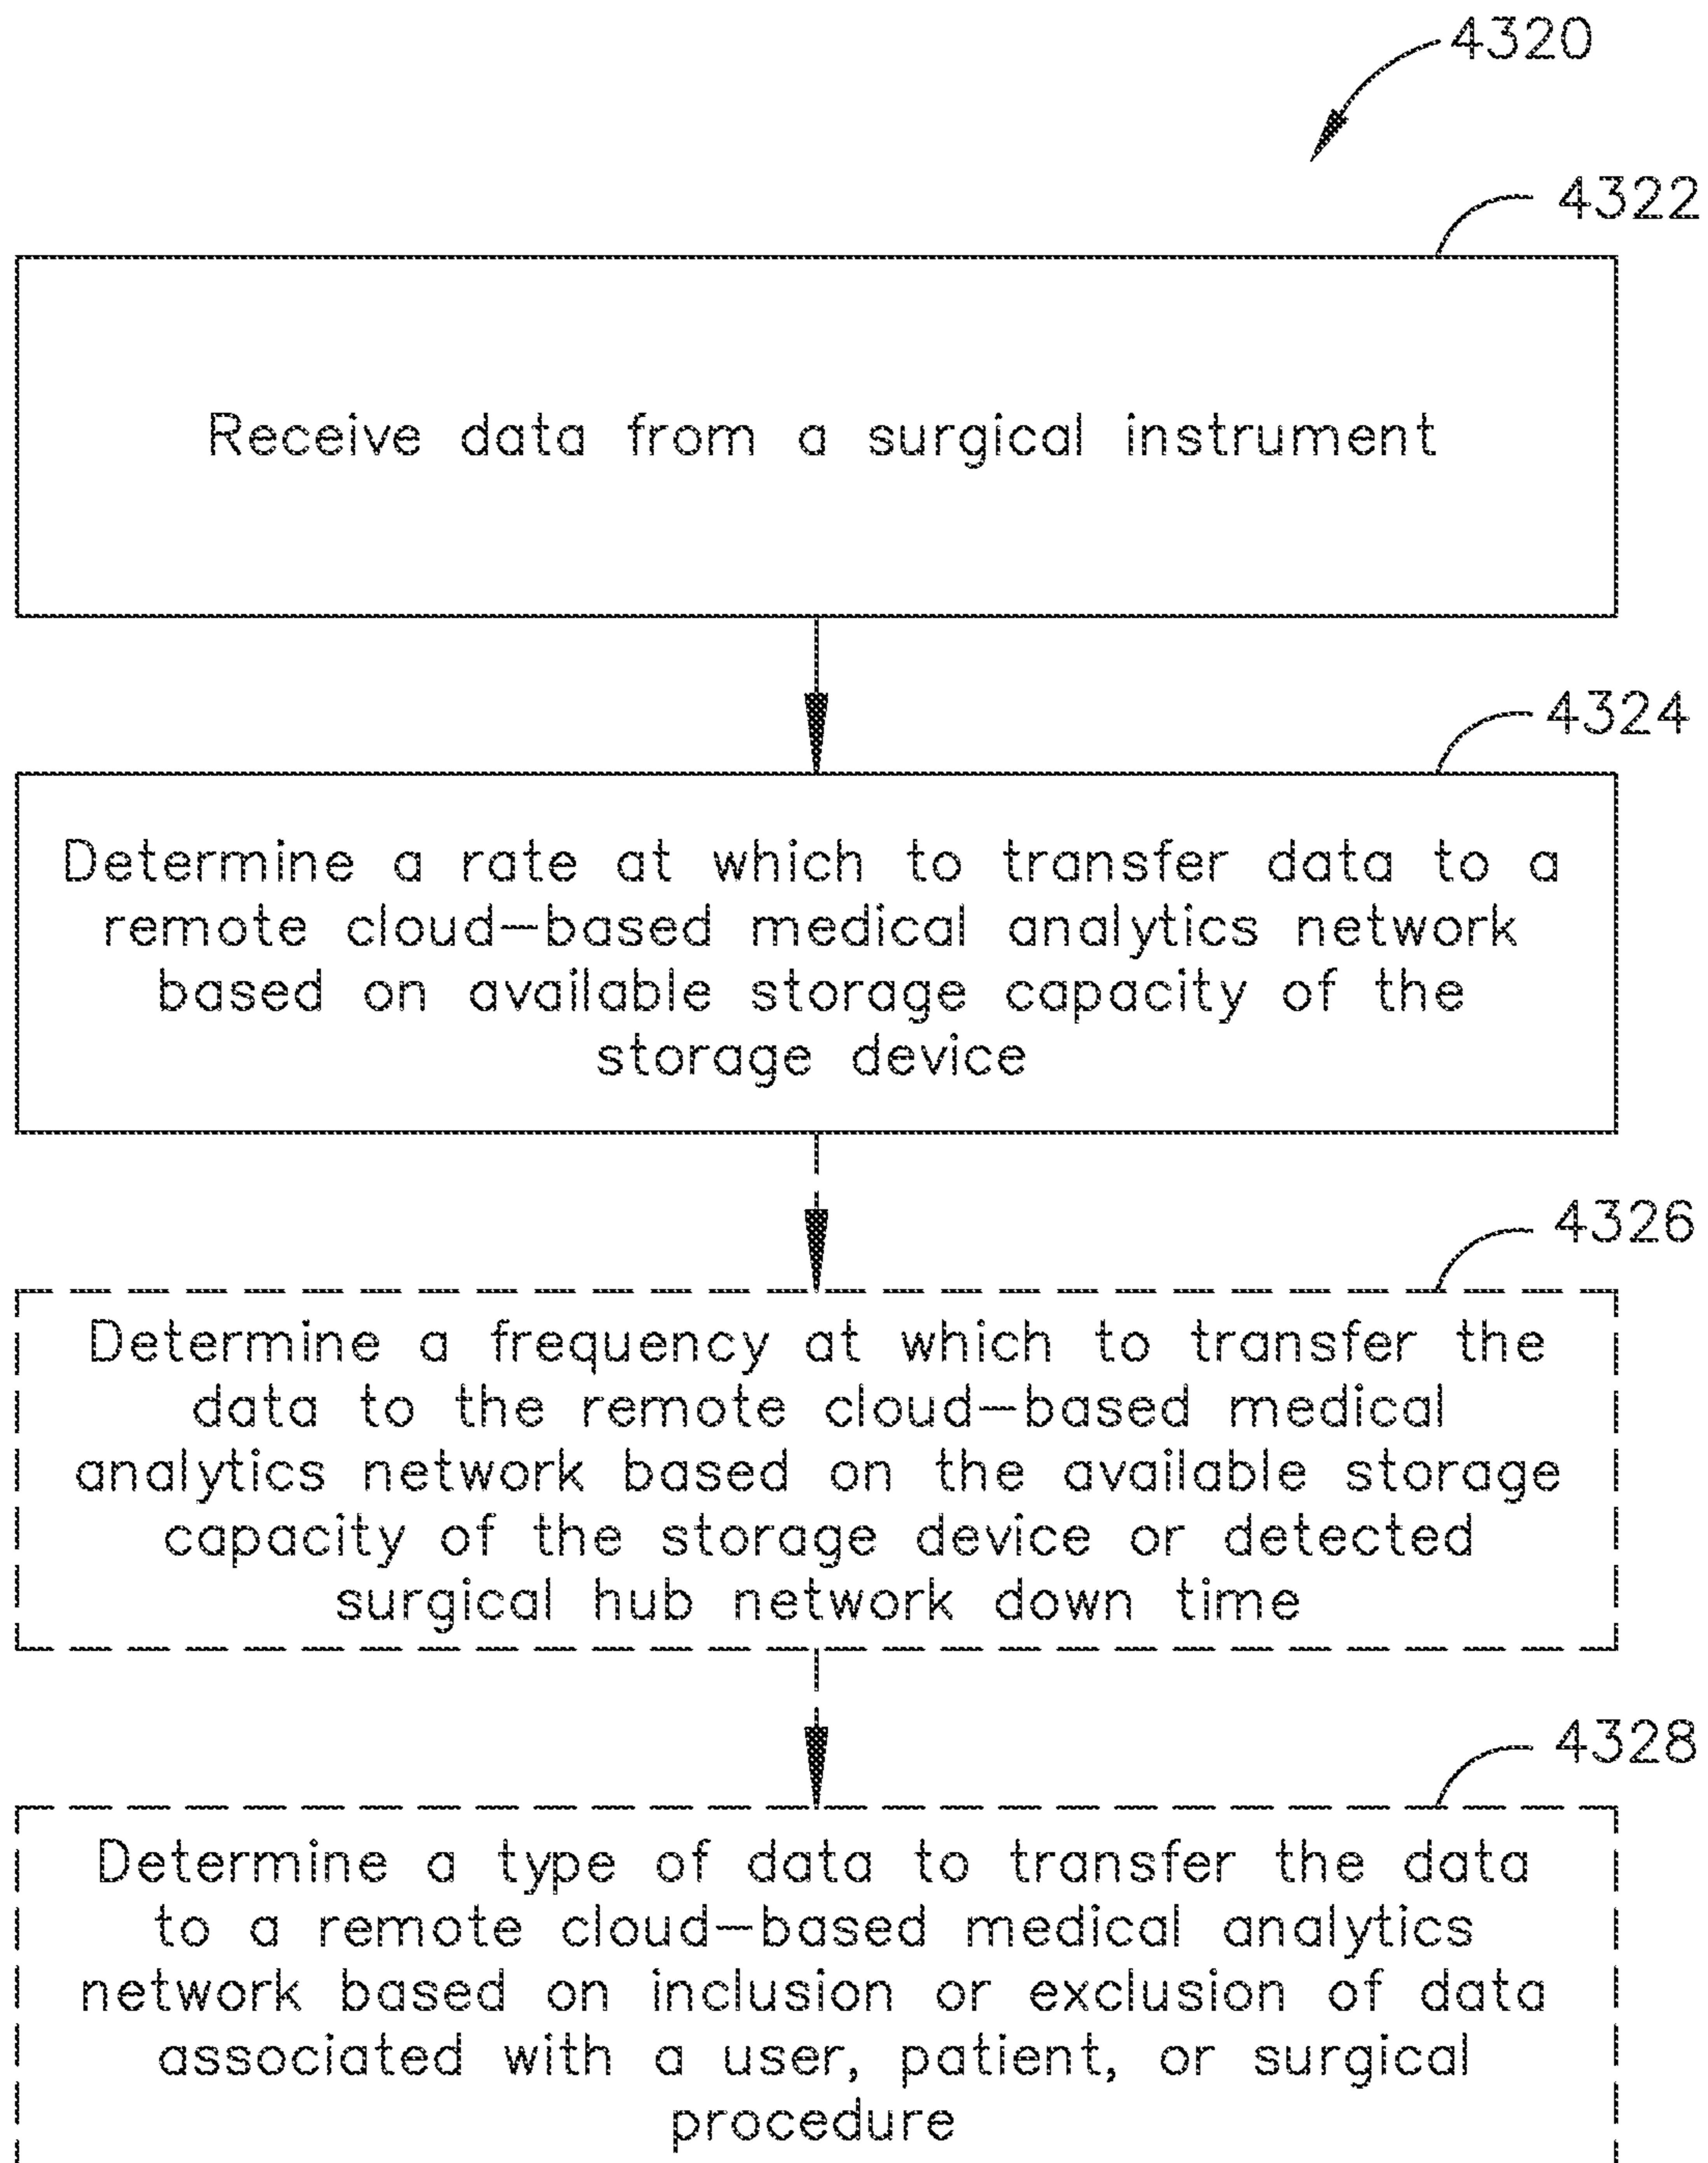 4320
4322
Receive data from a surgical instrument
4324
Determine a rate at which to transfer data to a
remote cloud-based medical analytics network
based on available storage capacity of the
storage device
4326
Determine a frequency at which to transfer the
data to the remote cloud-based medical
analytics network based on the available storage
capacity of the storage device or detected
surgical hub network down time
4328
Determine a type of data to transfer the data
to a remote cloud-based medical analytics
network based on inclusion or exclusion of data
associated with a user, patient, or surgical
procedure